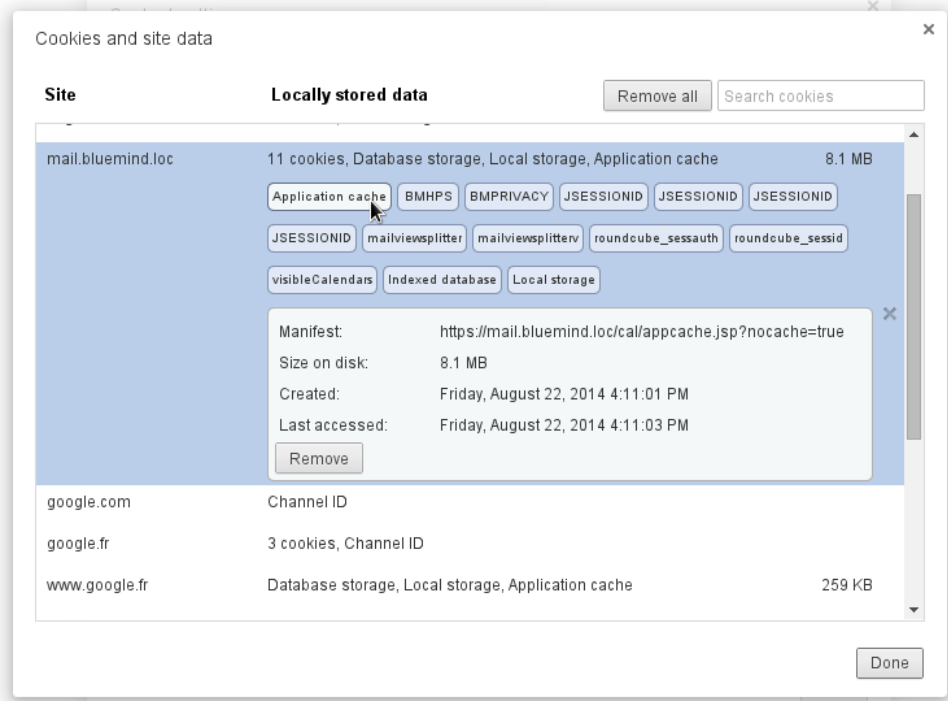 Cookies and site data
Site Locally stored data Remove all Search cookies
mail.bluemind.loc 11 cookies, Database storage, Local storage, Application cache 8.1 MB
Application cache BMHPS BMPRIVACY JSESSIONID JSESSIONID JSESSIONID
JSESSIONID mailviewsplitter mailviewsplitterv roundcube_sessauth roundcube_sessid
visibleCalendars Indexed database Local storage
Manifest: https://mail.bluemind.loc/cal/appcache.jsp?nocache=true
Size on disk: 8.1 MB
Created: Friday, August 22, 2014 4:11:01 PM
Last accessed: Friday, August 22, 2014 4:11:03 PM
Remove
google.com Channel ID
google.fr 3 cookies, Channel ID
www.google.fr Database storage, Local storage, Application cache 259 KB
Done